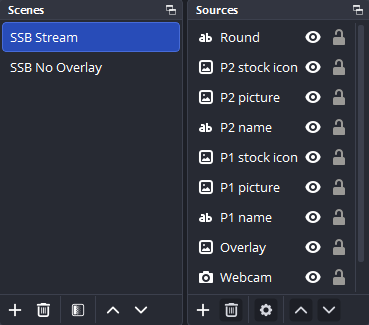 Scenes
SSB Stream
SSB No Overlay
Sources
ab Round
P2 stock icon
P2 picture
ab P2 name
P1 stock icon
P1 picture
ab P1 name
Overlay
Webcam